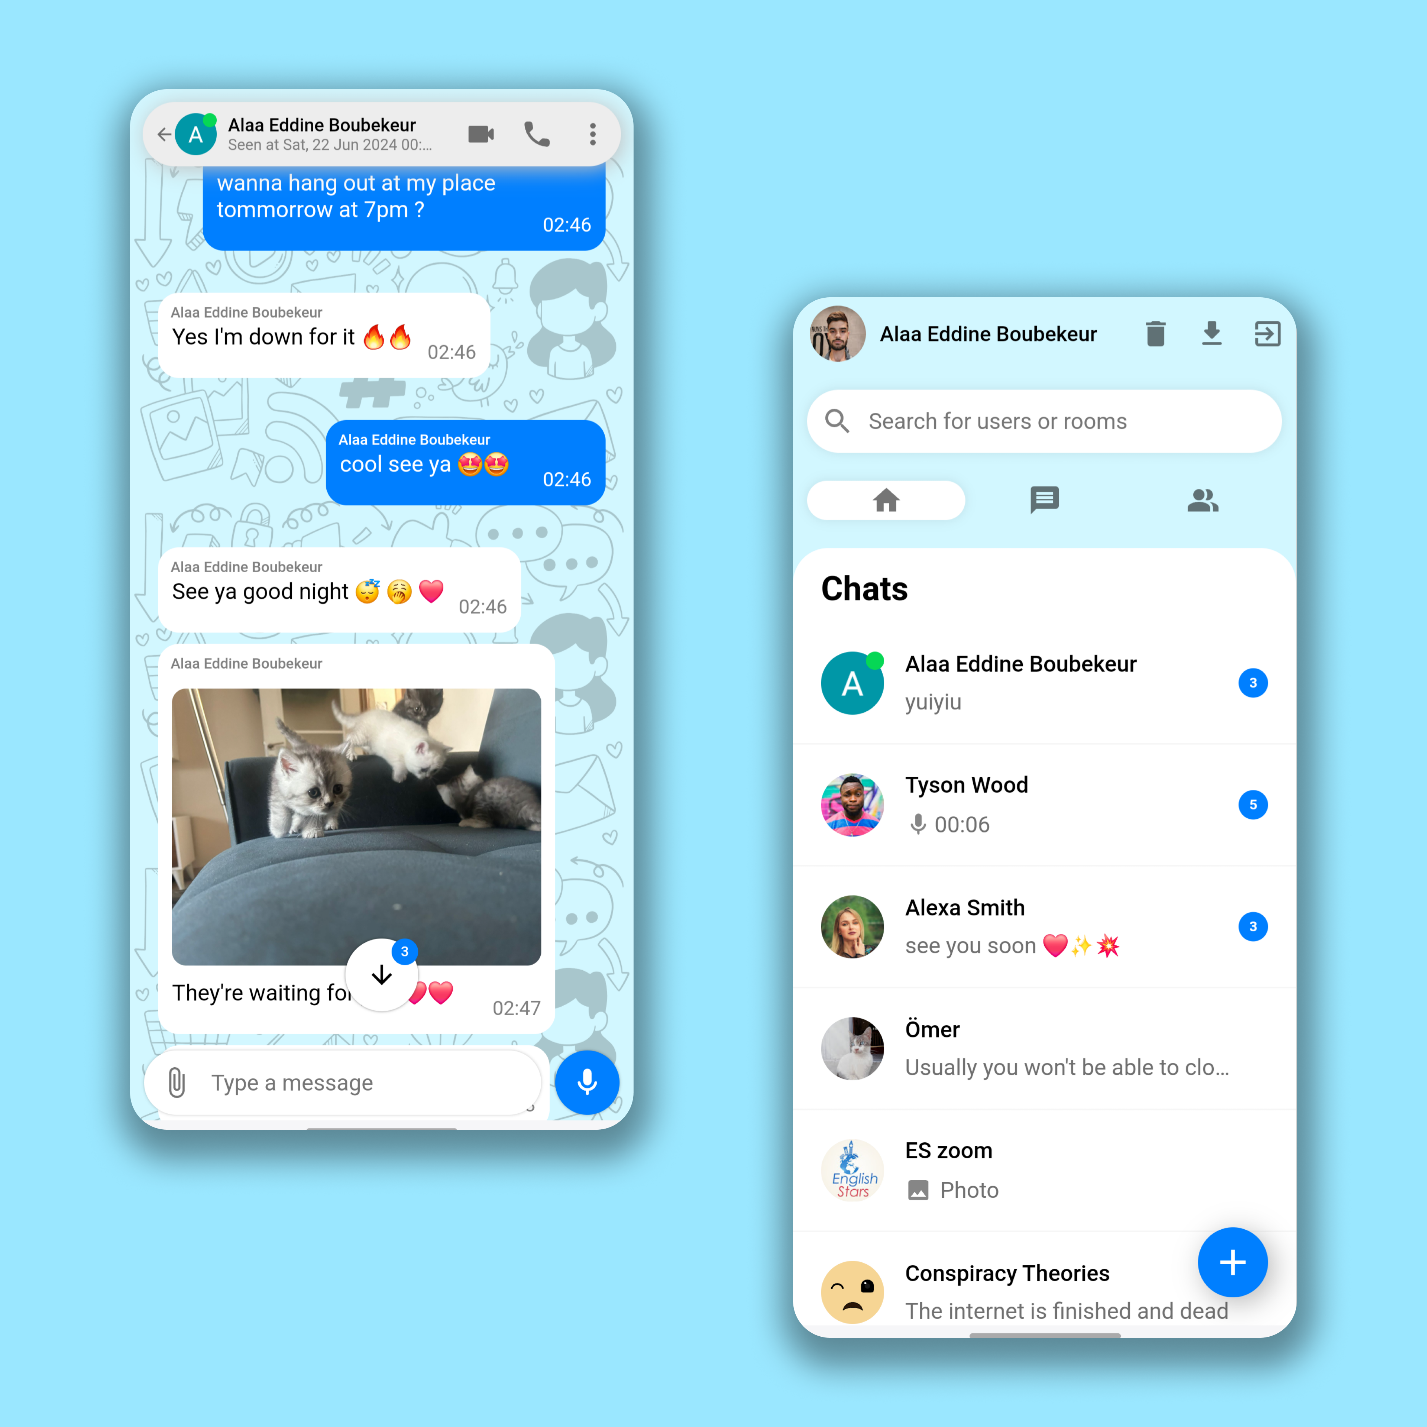 A
Alaa Eddine Boubekeur
Seen at Sat, 22 Jun 2024 00:...
wanna hang out at my place
tommorrow at 7pm ?
02:46
Alaa Eddine Boubekeur
Yes I'm down for it 🔥🔥
02:46
Alaa Eddine Boubekeur
cool see ya 🤩🤩
02:46
Alaa Eddine Boubekeur
See ya good night 😴🥱❤️
02:46
Alaa Eddine Boubekeur
3
They're waiting for ❤️❤️
02:47
Type a message
Alaa Eddine Boubekeur
Search for users or rooms
Chats
A
Alaa Eddine Boubekeur
yuiyiu
3
Tyson Wood
00:06
5
Alexa Smith
see you soon ❤️✨💥
3
Ömer
Usually you won't be able to clo...
ES zoom
English
Stars
Photo
Conspiracy Theories
The internet is finished and dead